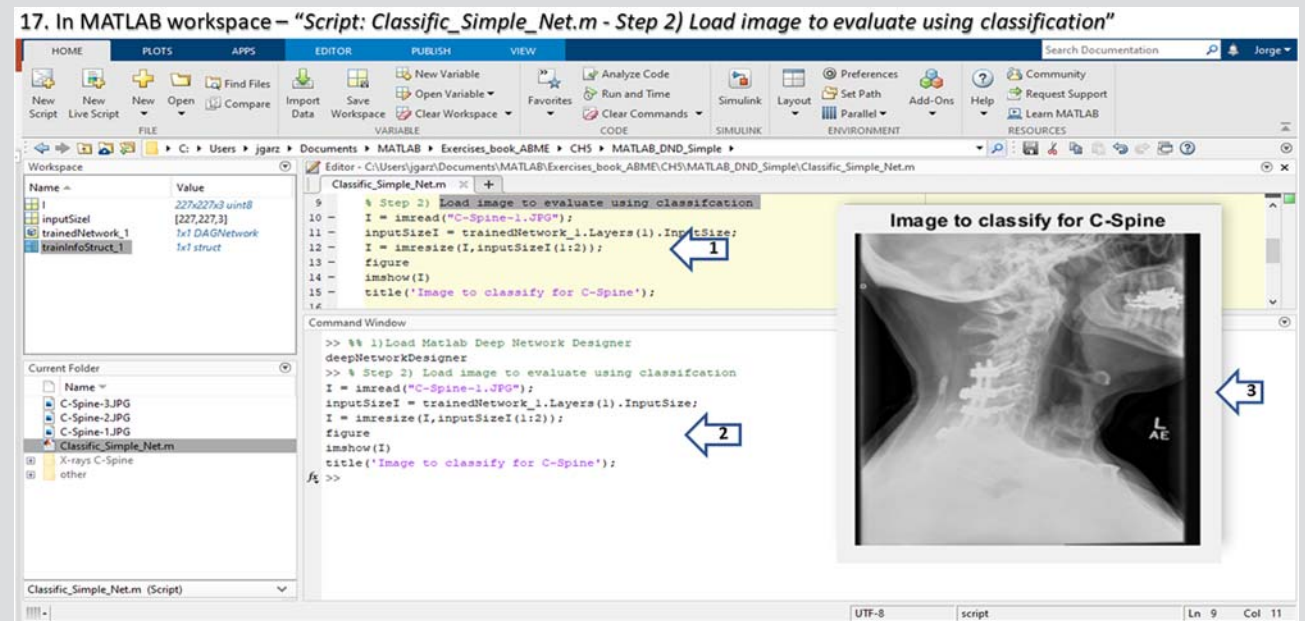 17. In MATLAB workspace – "Script: Classific_Simple_Net.m - Step 2) Load image to evaluate using classification"
HOME PLOTS APPS EDITOR PUBLISH VIEW Search Documentation Jorge
New Script
New Live Script
New
Open
Find Files
Compare
FILE
Import Data
Save Workspace
New Variable
Open Variable
Clear Workspace
VARIABLE
Favorites
Analyze Code
Run and Time
Clear Commands
CODE
Simulink
SIMULINK
Layout
Preferences
Set Path
Parallel
Add-Ons
ENVIRONMENT
Help
Community
Request Support
Learn MATLAB
RESOURCES
C: Users jgarz Documents MATLAB Exercises_book_ABME CH5 MATLAB_DND_Simple
Workspace
Name Value
I 227x227x3 uint8
inputSizeI [227,227,3]
trainedNetwork_1 1x1 DAGNetwork
trainInfoStruct_1 1x1 struct
Current Folder
Name
C-Spine-3.JPG
C-Spine-2.JPG
C-Spine-1.JPG
Classific_Simple_Net.m
X-rays C-Spine
other
Classific_Simple_Net.m (Script)
Editor - C:\Users\jgarz\Documents\MATLAB\Exercises_book_ABME\CH5\MATLAB_DND_Simple\Classific_Simple_Net.m
Classific_Simple_Net.m × +
9 % Step 2) Load image to evaluate using classifcation
10 - I = imread("C-Spine-1.JPG");
11 - inputSizeI = trainedNetwork_1.Layers(1).InputSize;
12 - I = imresize(I,inputSizeI(1:2));
13 - figure
14 - imshow(I)
15 - title('Image to classify for C-Spine');
16
1
Command Window
>> %% 1)Load Matlab Deep Network Designer
deepNetworkDesigner
>> % Step 2) Load image to evaluate using classifcation
I = imread("C-Spine-1.JPG");
inputSizeI = trainedNetwork_1.Layers(1).InputSize;
I = imresize(I,inputSizeI(1:2));
figure
imshow(I)
title('Image to classify for C-Spine');
fx >>
2
Image to classify for C-Spine
L
AE
3
UTF-8 script Ln 9 Col 11